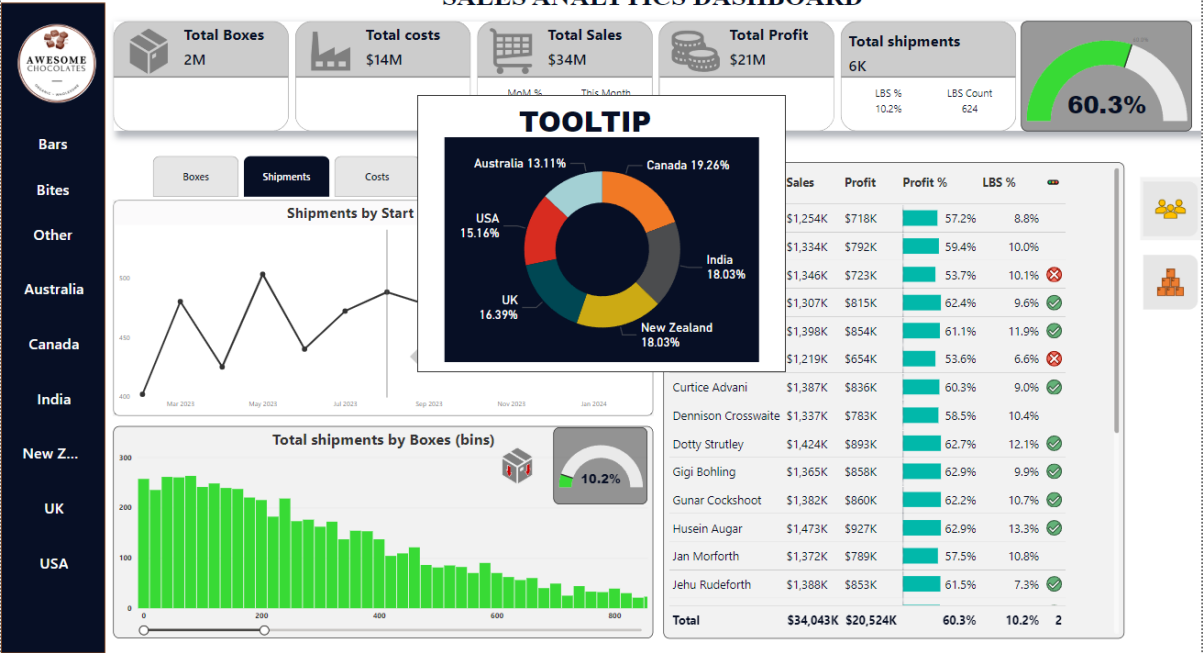 SALES ANALYTICS DASHBOARD
AWESOME
CHOCOLATES
Bars
Bites
Other
Australia
Canada
India
New Z...
UK
USA
Total Boxes
2M
Total costs
$14M
Total Sales
$34M
MoM %
This Month
Total Profit
$21M
Total shipments
6K
LBS %
LBS Count
10.2%
624
60.3%
Boxes
Shipments
Costs
Shipments by Start
500
450
400
Mar 2023
May 2023
Jul 2023
Sep 2023
Nov 2023
Jan 2024
TOOLTIP
Australia 13.11%
Canada 19.26%
USA
15.16%
India
18.03%
UK
16.39%
New Zealand
18.03%
Total shipments by Boxes (bins)
10.2%
300
200
100
0
0
200
400
600
800
Sales Profit Profit % LBS %
$1,254K $718K 57.2% 8.8%
$1,334K $792K 59.4% 10.0%
$1,346K $723K 53.7% 10.1%
$1,307K $815K 62.4% 9.6%
$1,398K $854K 61.1% 11.9%
$1,219K $654K 53.6% 6.6%
Curtice Advani $1,387K $836K 60.3% 9.0%
Dennison Crosswaite $1,337K $783K 58.5% 10.4%
Dotty Strutley $1,424K $893K 62.7% 12.1%
Gigi Bohling $1,365K $858K 62.9% 9.9%
Gunar Cockshoot $1,382K $860K 62.2% 10.7%
Husein Augar $1,473K $927K 62.9% 13.3%
Jan Morforth $1,372K $789K 57.5% 10.8%
Jehu Rudeforth $1,388K $853K 61.5% 7.3%
Total $34,043K $20,524K 60.3% 10.2% 2